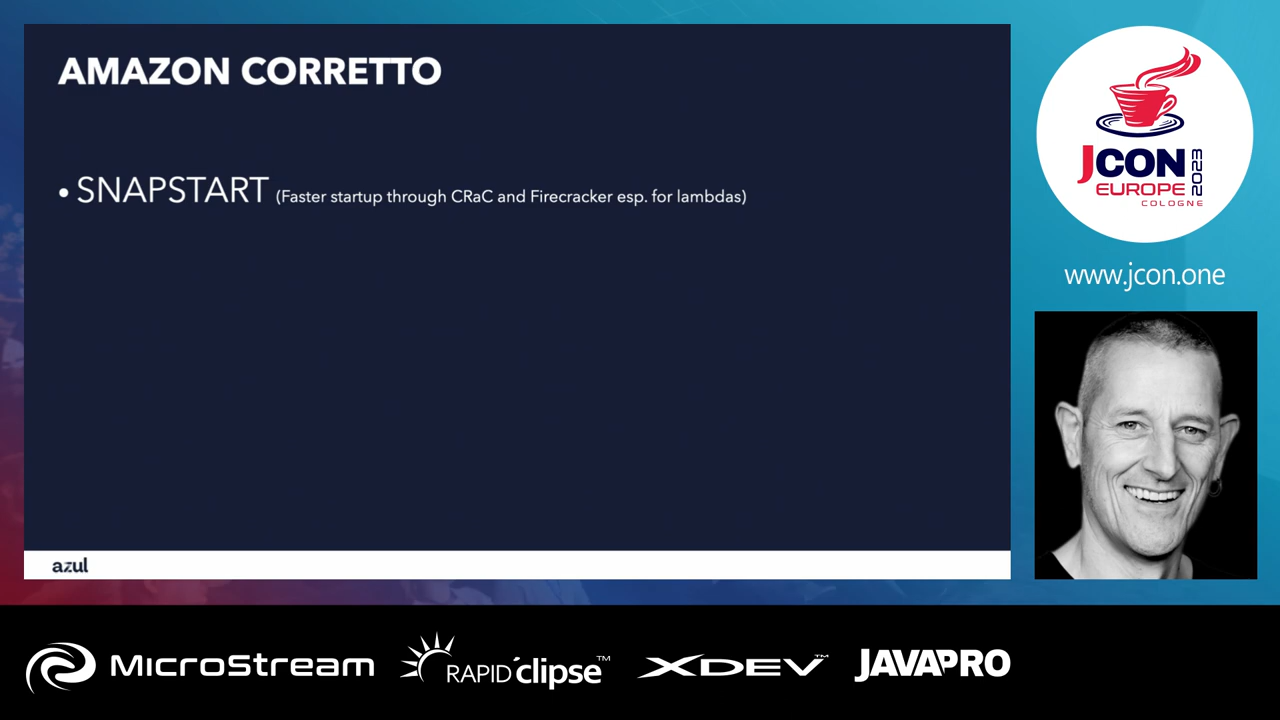 AMAZON CORRETTO
• SNAPSTART (Faster startup through CRaC and Firecracker esp. for lambdas)
azul
JCON
EUROPE
2023
COLOGNE
www.jcon.one
MicroStream
RAPID clipse™
XDEV™
JAVAPRO